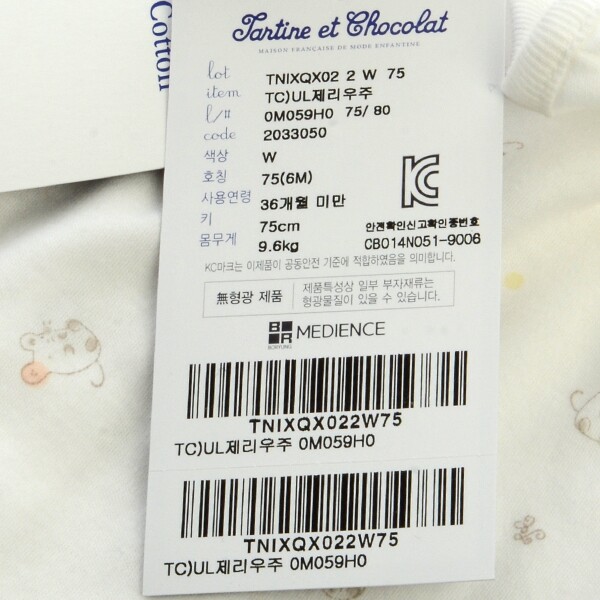 Cotton
Tartine et Chocolat
MAISON FRANÇAISE DE MODE ENFANTINE
lot TNIXQX02 2 W 75
item TC)UL제리우주
l/# 0M059H0 75/ 80
code 2033050
색상 W
호칭 75(6M)
사용연령 36개월 미만
키 75cm
몸무게 9.6kg
KC
안전확인신고확인증번호
CB014N051-9006
KC마크는 이제품이 공동안전 기준에 적합하였음을 의미합니다.
無형광 제품
제품특성상 일부 부자재류는
형광물질이 있을 수 있습니다.
BR BORYUNG MEDIENCE
TNIXQX022W75
TC)UL제리우주 0M059H0
TNIXQX022W75
TC)UL제리우주 0M059H0